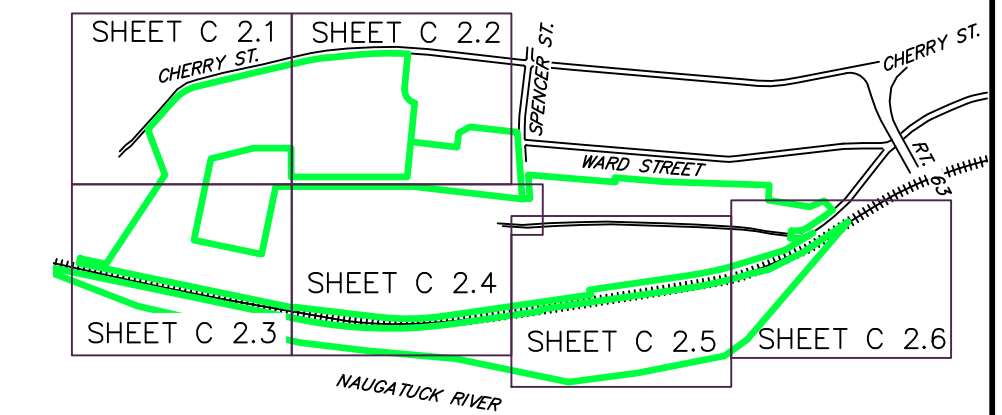 SHEET C 2.1
SHEET C 2.2
CHERRY ST.
SPENCER ST.
CHERRY ST.
WARD STREET
RT. 63
SHEET C 2.3
SHEET C 2.4
SHEET C 2.5
SHEET C 2.6
NAUGATUCK RIVER